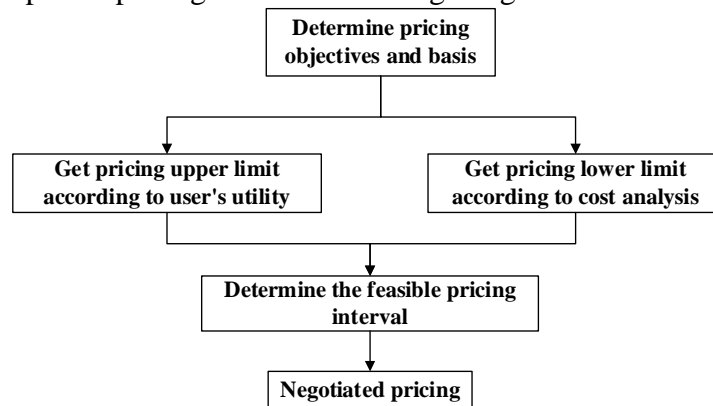 Determine pricing
objectives and basis
Get pricing upper limit
according to user's utility
Get pricing lower limit
according to cost analysis
Determine the feasible pricing
interval
Negotiated pricing